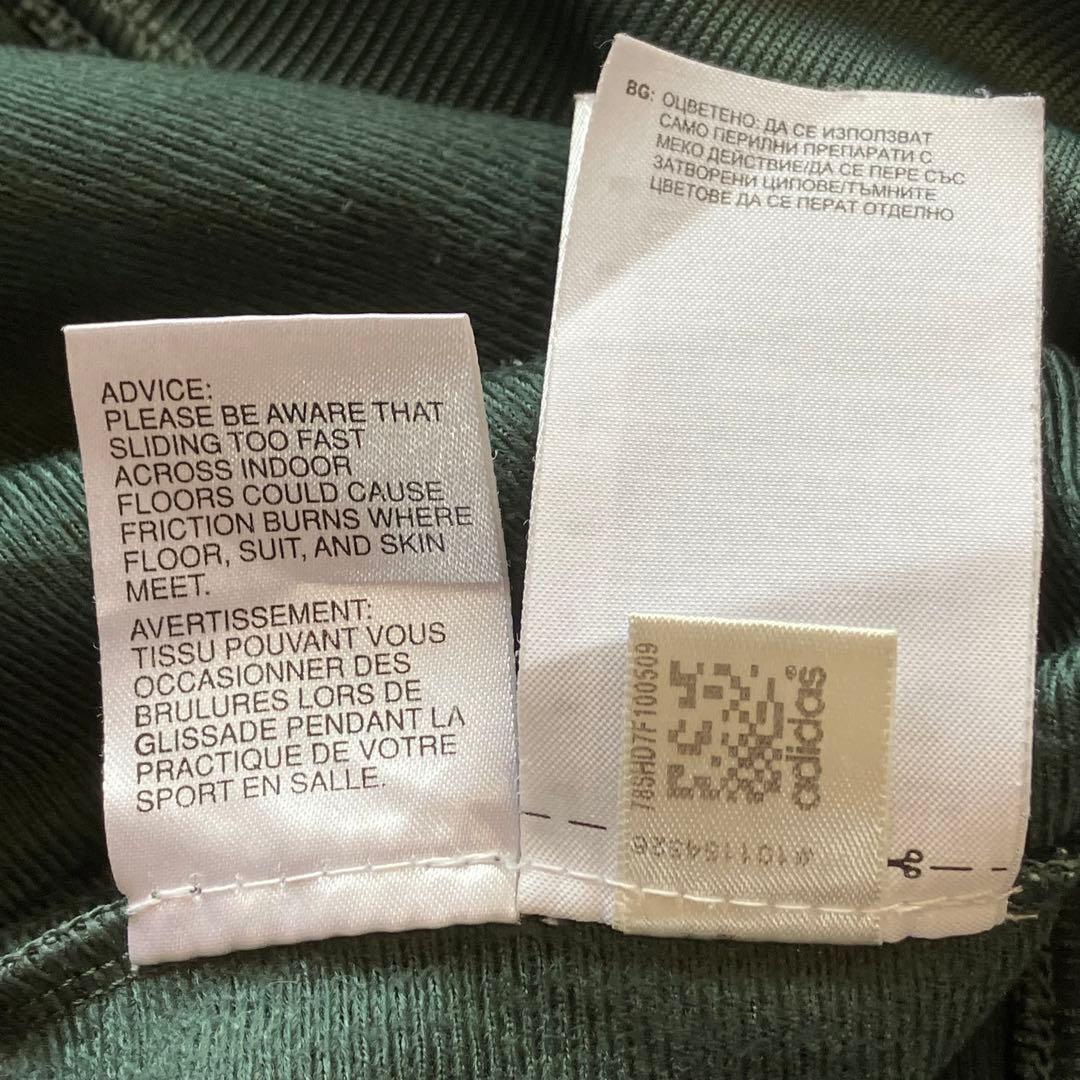 ADVICE:
PLEASE BE AWARE THAT
SLIDING TOO FAST
ACROSS INDOOR
FLOORS COULD CAUSE
FRICTION BURNS WHERE
FLOOR, SUIT, AND SKIN
MEET.
AVERTISSEMENT:
TISSU POUVANT VOUS
OCCASIONNER DES
BRULURES LORS DE
GLISSADE PENDANT LA
PRACTIQUE DE VOTRE
SPORT EN SALLE.
BG: ОЦВЕТЕНО: ДА СЕ ИЗПОЛЗВАТ
САМО ПЕРИЛНИ ПРЕПАРАТИ С
МЕКО ДЕЙСТВИЕ/ДА СЕ ПЕРЕ СЪС
ЗАТВОРЕНИ ЦИПОВЕ/ТЪМНИТЕ
ЦВЕТОВЕ ДА СЕ ПЕРАТ ОТДЕЛНО
78SHD7F100509
adidas®